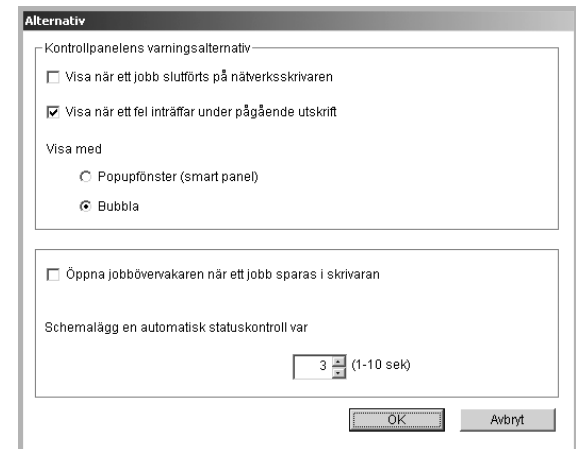 Alternativ
Kontrollpanelens varningsalternativ
Visa när ett jobb slutförts på nätverksskrivaren
Visa när ett fel inträffar under pågående utskrift
Visa med
Popupfönster (smart panel)
Bubbla
Öppna jobbövervakaren när ett jobb sparas i skrivaran
Schemalägg en automatisk statuskontroll var
3 (1-10 sek)
OK Avbryt